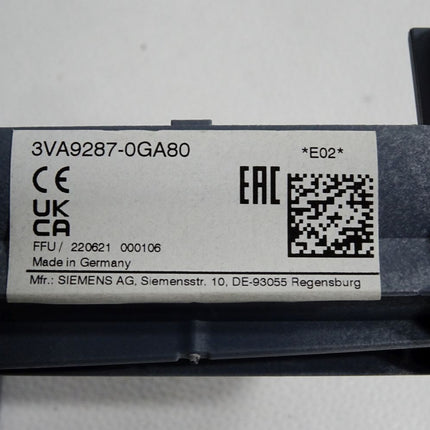 3VA9287-0GA80
*E02*
CE
EAC
UK
CA
FFU / 220621 000106
Made in Germany
Mfr.: SIEMENS AG, Siemensstr. 10, DE-93055 Regensburg